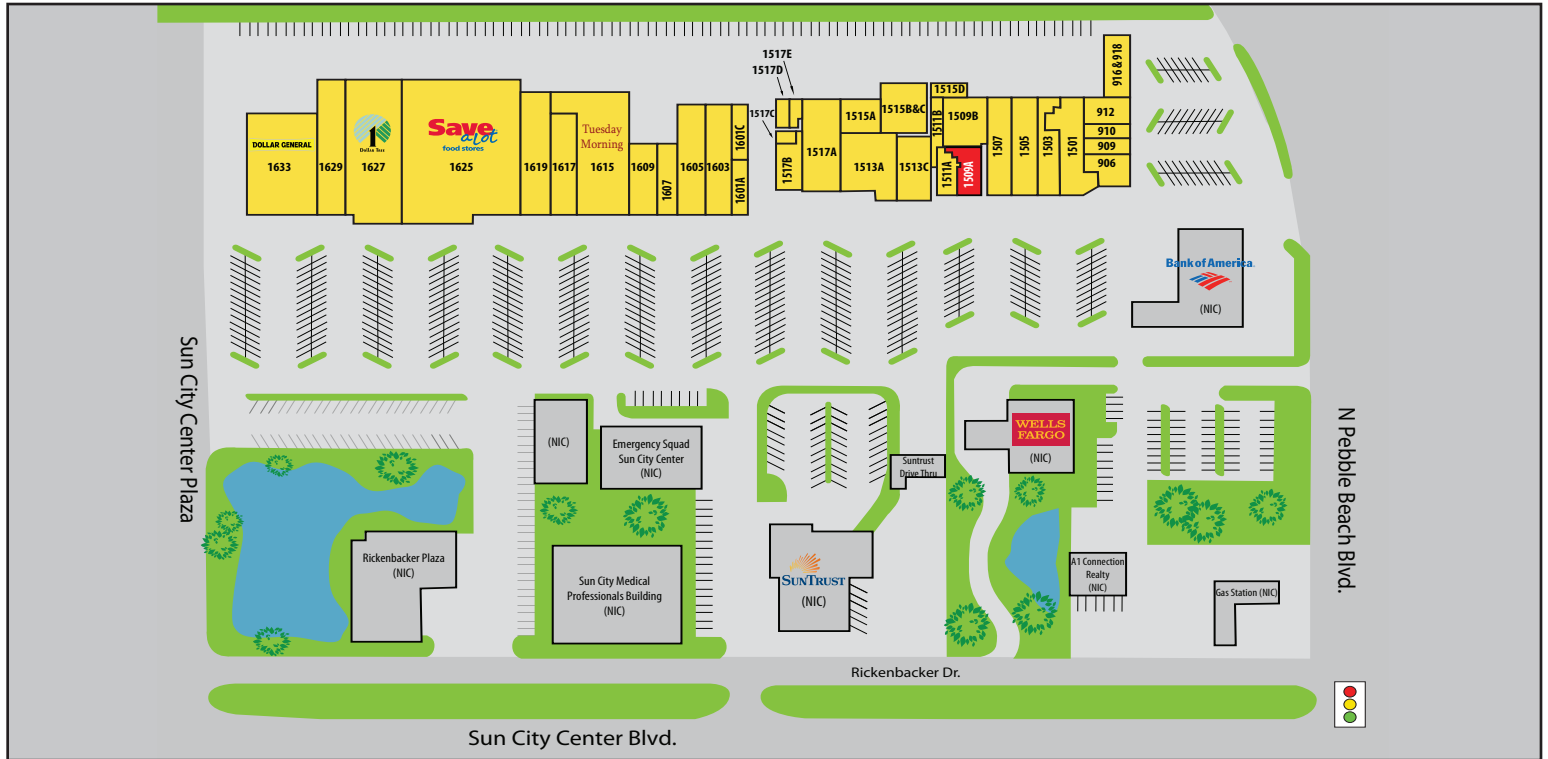 1517E
1517D
1517C
916 & 918
1515D
1515B&C
1515A
1511B
1509B
912
910
909
906
DOLLAR GENERAL
1633
1629
1
Dollar Tree
1627
Save
a lot
food stores
1625
1619
1617
Tuesday
Morning
1615
1609
1607
1605
1603
1601C
1601A
1517B
1517A
1513A
1513C
1511A
1509A
1507
1505
1503
1501
Bank of America.
(NIC)
Sun City Center Plaza
N Pebble Beach Blvd.
(NIC)
Emergency Squad
Sun City Center
(NIC)
Suntrust
Drive Thru
WELLS
FARGO
(NIC)
Rickenbacker Plaza
(NIC)
Sun City Medical
Professionals Building
(NIC)
SUNTRUST
(NIC)
A1 Connection
Realty
(NIC)
Gas Station (NIC)
Rickenbacker Dr.
Sun City Center Blvd.